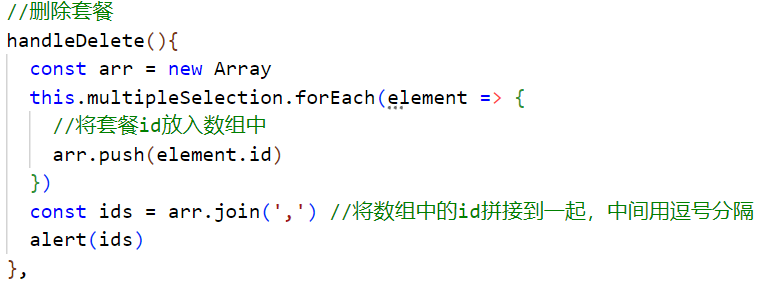 //删除套餐
handleDelete(){
const arr = new Array
this.multipleSelection.forEach(element => {
//将套餐id放入数组中
arr.push(element.id)
})
const ids = arr.join(',') //将数组中的id拼接到一起，中间用逗号分隔
alert(ids)
},